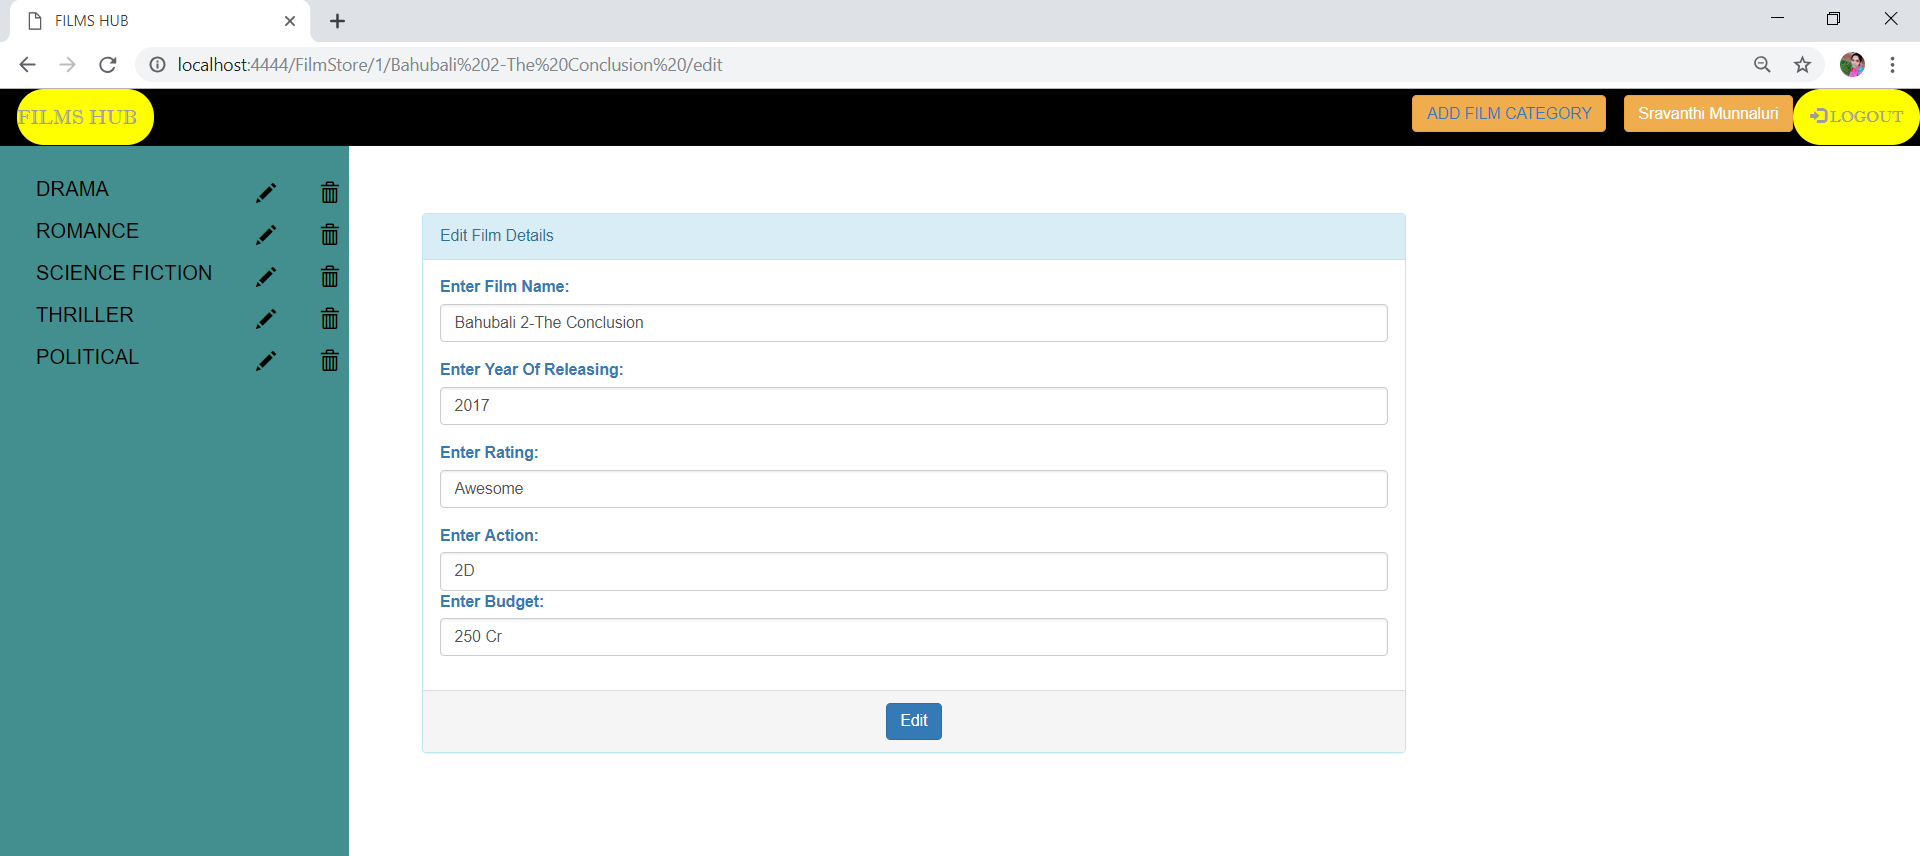 FILMS HUB
localhost:4444/FilmStore/1/Bahubali%202-The%20Conclusion%20/edit
FILMS HUB
ADD FILM CATEGORY
Sravanthi Munnaluri
LOGOUT
DRAMA
ROMANCE
SCIENCE FICTION
THRILLER
POLITICAL
Edit Film Details
Enter Film Name:
Bahubali 2-The Conclusion
Enter Year Of Releasing:
2017
Enter Rating:
Awesome
Enter Action:
2D
Enter Budget:
250 Cr
Edit